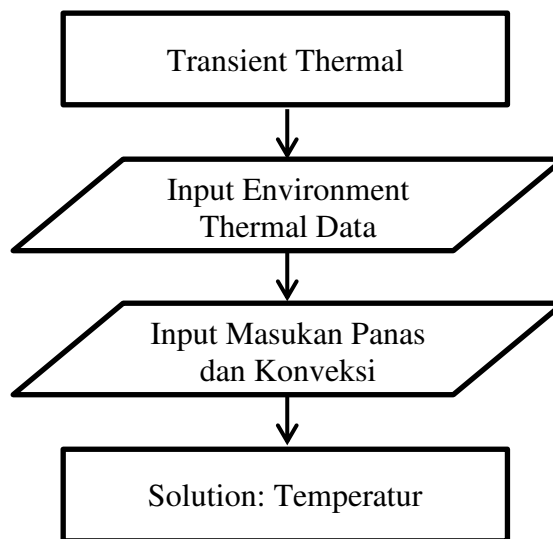 Transient Thermal
Input Environment
Thermal Data
Input Masukan Panas
dan Konveksi
Solution: Temperatur